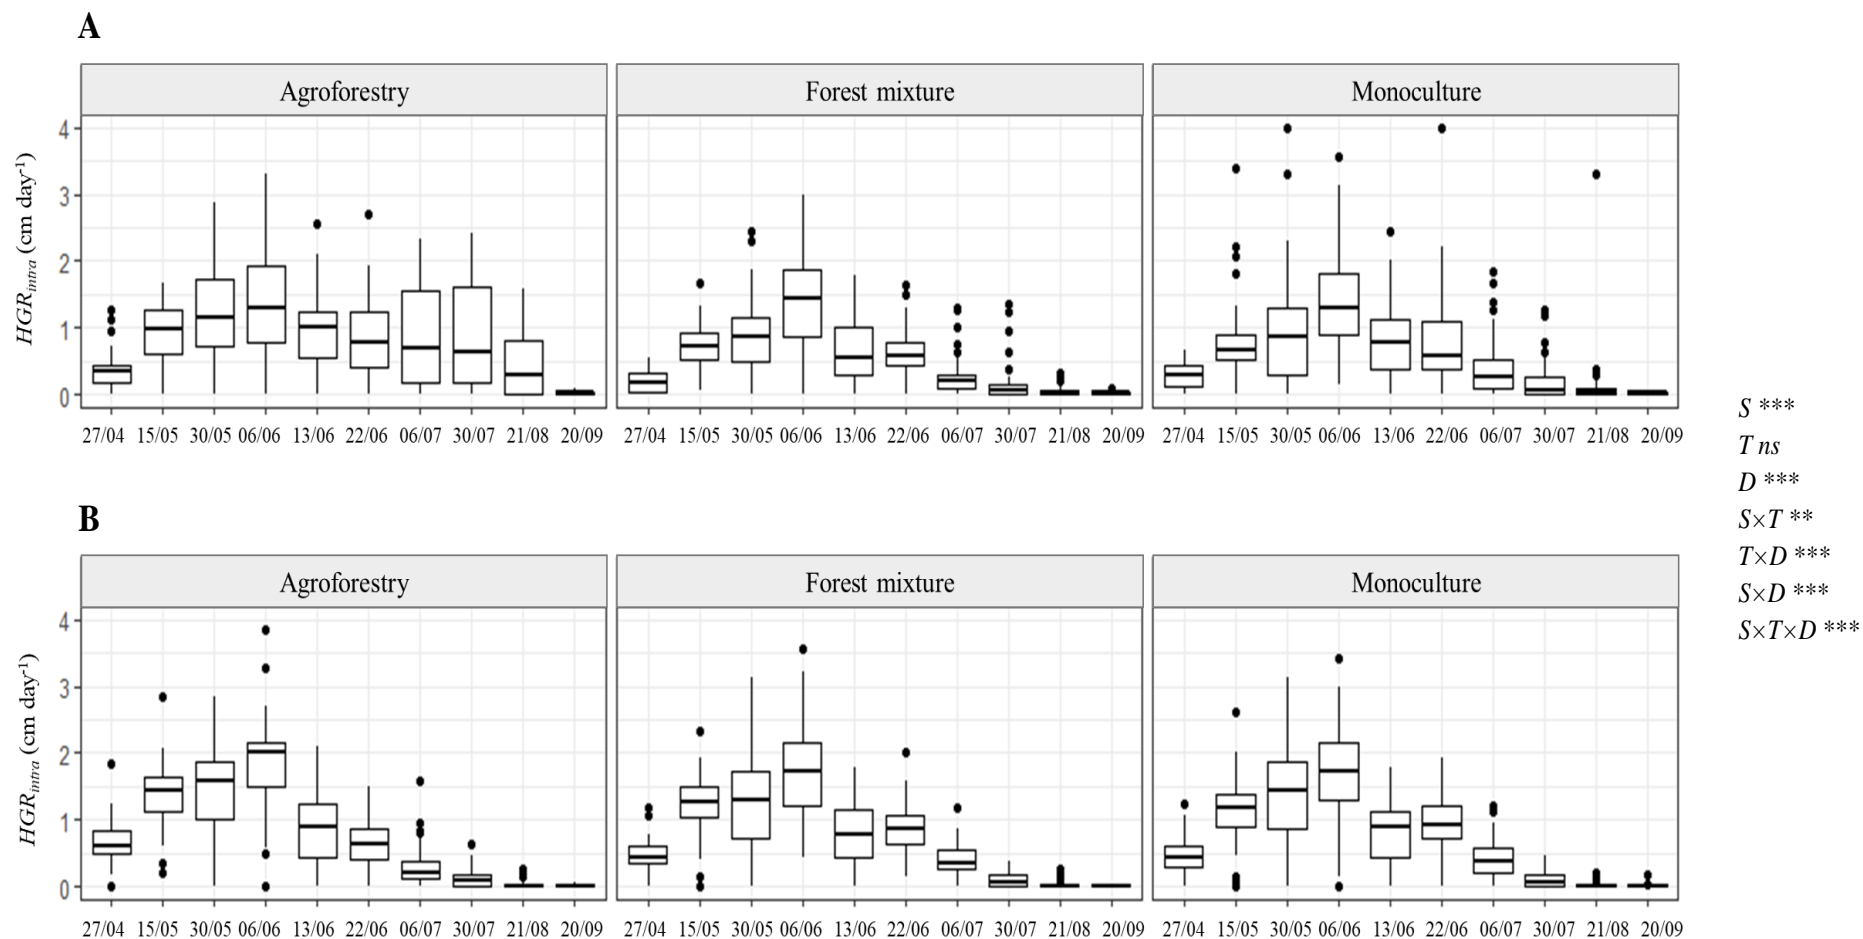 A
Agroforestry
Forest mixture
Monoculture
HGRintra (cm day-1)
4
3
2
1
0
27/04 15/05 30/05 06/06 13/06 22/06 06/07 30/07 21/08 20/09
27/04 15/05 30/05 06/06 13/06 22/06 06/07 30/07 21/08 20/09
27/04 15/05 30/05 06/06 13/06 22/06 06/07 30/07 21/08 20/09
S ***
T ns
D ***
S×T **
T×D ***
S×D ***
S×T×D ***
B
Agroforestry
Forest mixture
Monoculture
HGRintra (cm day-1)
4
3
2
1
0
27/04 15/05 30/05 06/06 13/06 22/06 06/07 30/07 21/08 20/09
27/04 15/05 30/05 06/06 13/06 22/06 06/07 30/07 21/08 20/09
27/04 15/05 30/05 06/06 13/06 22/06 06/07 30/07 21/08 20/09